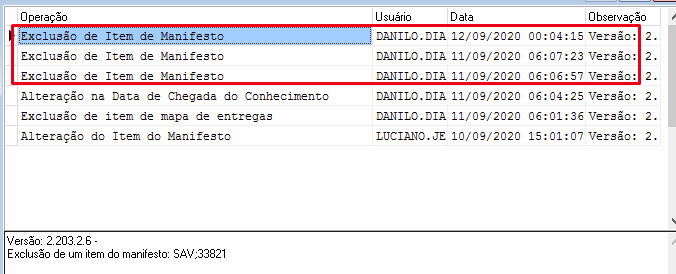 Operação Usuário Data Observação
Exclusão de Item de Manifesto DANILO.DIA 12/09/2020 00:04:15 Versão: 2.
Exclusão de Item de Manifesto DANILO.DIA 11/09/2020 06:07:23 Versão: 2.
Exclusão de Item de Manifesto DANILO.DIA 11/09/2020 06:06:57 Versão: 2.
Alteração na Data de Chegada do Conhecimento DANILO.DIA 11/09/2020 06:04:25 Versão: 2.
Exclusão de item de mapa de entregas DANILO.DIA 11/09/2020 06:01:36 Versão: 2.
Alteração do Item do Manifesto LUCIANO.JE 10/09/2020 15:01:07 Versão: 2.
Versão: 2.203.2.6 -
Exclusão de um item do manifesto: SAV;33821